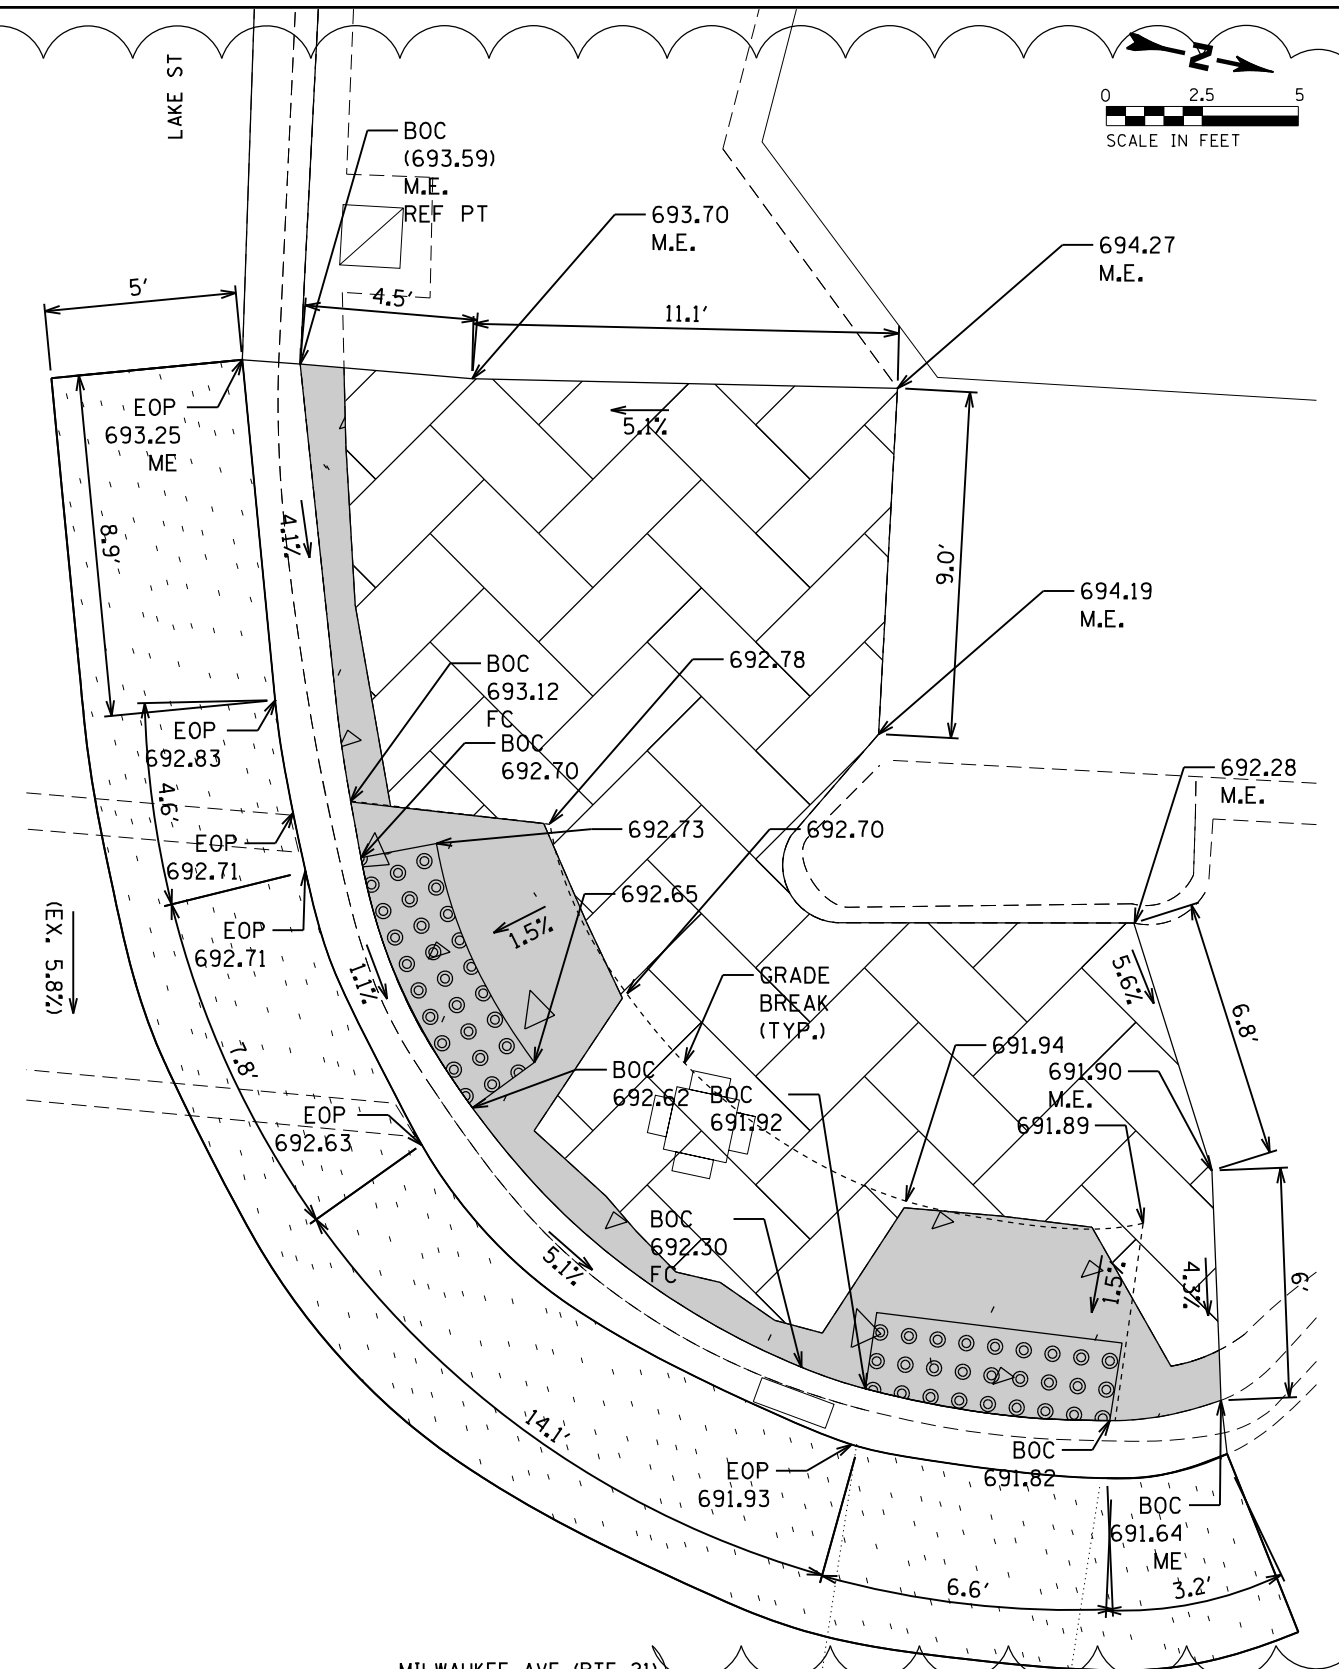 LAKE ST
N
0 2.5 5
SCALE IN FEET
BOC
(693.59)
M.E.
REF PT
693.70
M.E.
694.27
M.E.
5'
4.5'
11.1'
EOP
693.25
ME
5.1%
8.9'
4.1%
9.0'
694.19
M.E.
BOC
693.12
FC
692.78
BOC
692.70
EOP
692.83
4.6'
692.28
M.E.
692.73
692.70
EOP
692.71
692.65
EOP
692.71
1.5%
(EX. 5.8%)
1.1%
GRADE
BREAK
(TYP.)
5.6%
6.8'
7.8'
691.94
691.90
M.E.
691.89
BOC
692.62
BOC
691.92
EOP
692.63
BOC
692.30
FC
5.1%
1.5%
4.3%
6'
14.1'
EOP
691.93
BOC
691.82
BOC
691.64
ME
6.6'
3.2'
MILWAUKEE AVE (RTE 21)